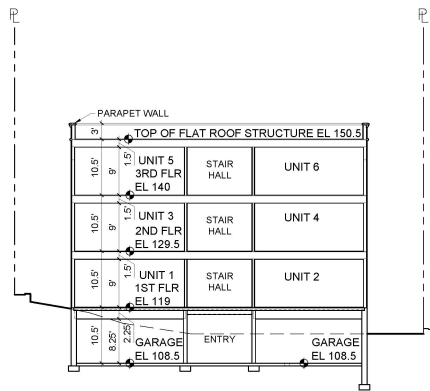 PL
PL
PARAPET WALL
3'
TOP OF FLAT ROOF STRUCTURE EL 150.5
10.5'
9'
1.5'
UNIT 5
3RD FLR
EL 140
STAIR
HALL
UNIT 6
10.5'
9'
1.5'
UNIT 3
2ND FLR
EL 129.5
STAIR
HALL
UNIT 4
10.5'
9'
1.5'
UNIT 1
1ST FLR
EL 119
STAIR
HALL
UNIT 2
10.5'
8.25'
2.25'
GARAGE
EL 108.5
ENTRY
GARAGE
EL 108.5